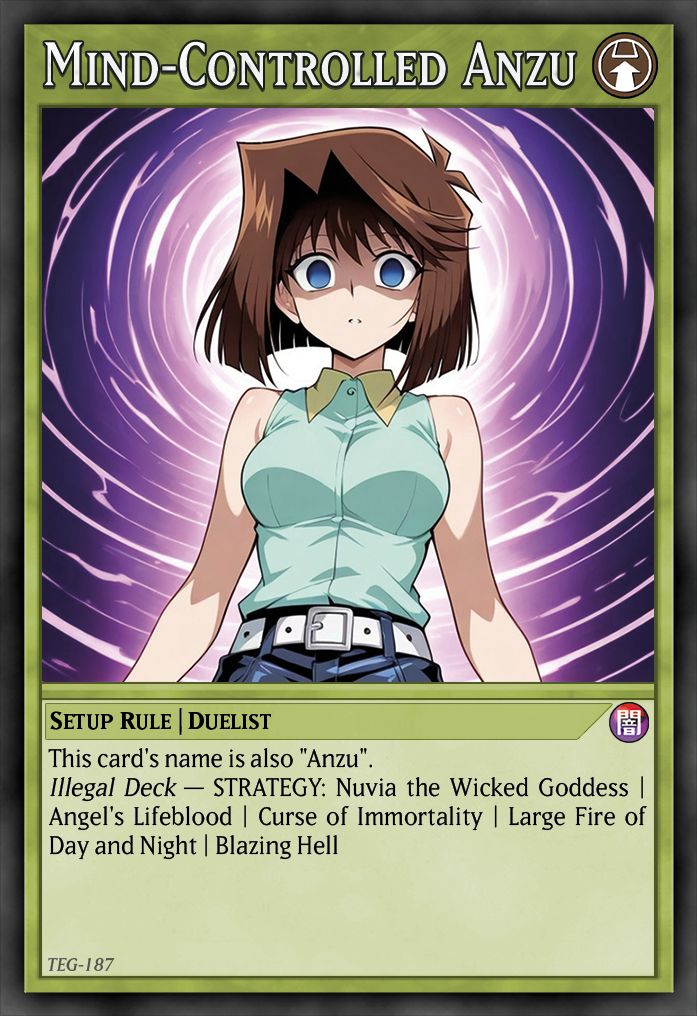 Mind-Controlled Anzu
Setup Rule | Duelist
闇
This card's name is also "Anzu".
Illegal Deck — STRATEGY: Nuvia the Wicked Goddess |
Angel's Lifeblood | Curse of Immortality | Large Fire of
Day and Night | Blazing Hell
TEG-187